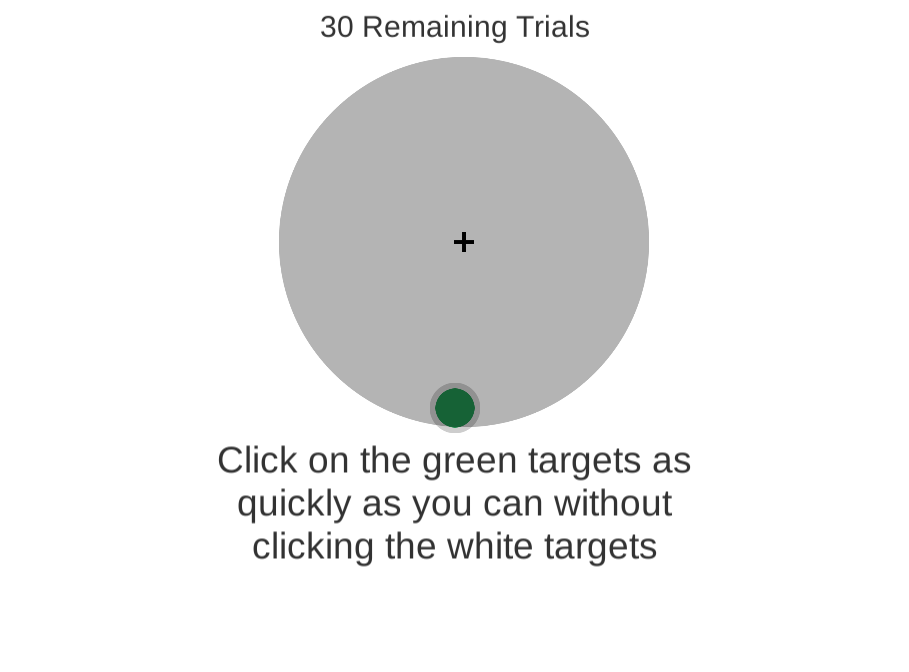 30 Remaining Trials
Click on the green targets as
quickly as you can without
clicking the white targets